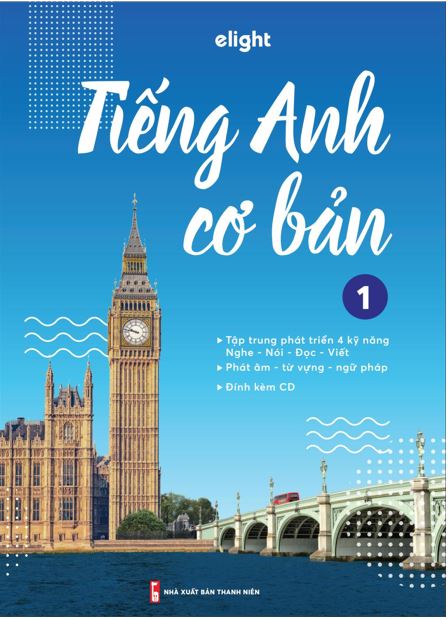 elight
Tiếng Anh
cơ bản
1
Tập trung phát triển 4 kỹ năng
Nghe - Nói - Đọc - Viết
Phát âm - từ vựng - ngữ pháp
Đính kèm CD
NHÀ XUẤT BẢN THANH NIÊN